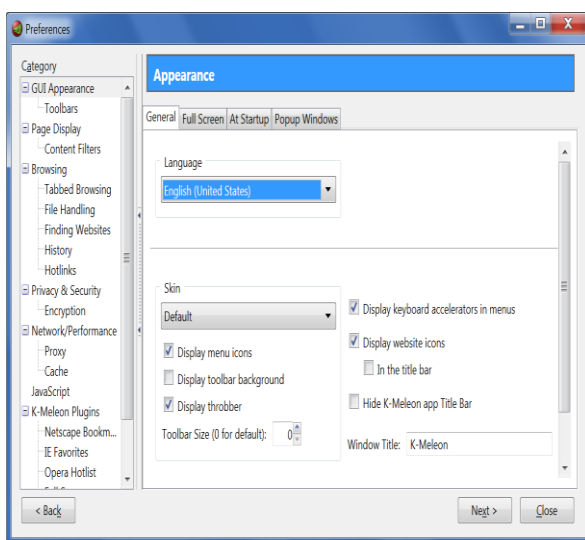 Preferences
X
Category
GUI Appearance
Toolbars
Page Display
Content Filters
Browsing
Tabbed Browsing
File Handling
Finding Websites
History
Hotlinks
Privacy & Security
Encryption
Network/Performance
Proxy
Cache
JavaScript
K-Meleon Plugins
Netscape Bookm...
IE Favorites
Opera Hotlist
Appearance
General Full Screen At Startup Popup Windows
Language
English (United States)
Skin
Default
Display menu icons
Display toolbar background
Display throbber
Toolbar Size (0 for default): 0
Display keyboard accelerators in menus
Display website icons
In the title bar
Hide K-Meleon app Title Bar
Window Title: K-Meleon
< Back
Next >
Close